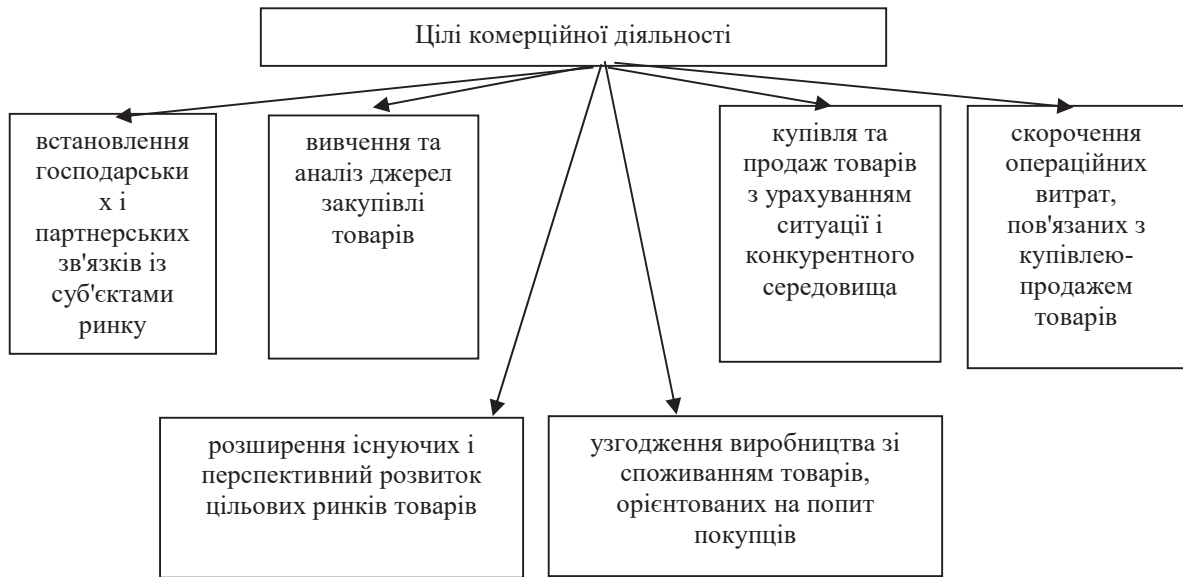 Цілі комерційної діяльності
встановлення
господарськи
х і
партнерських
зв'язків із
суб'єктами
ринку
вивчення та
аналіз джерел
закупівлі
товарів
купівля та
продаж товарів
з урахуванням
ситуації і
конкурентного
середовища
скорочення
операційних
витрат,
пов'язаних з
купівлею-
продажем
товарів
розширення існуючих і
перспективний розвиток
цільових ринків товарів
узгодження виробництва зі
споживанням товарів,
орієнтованих на попит
покупців